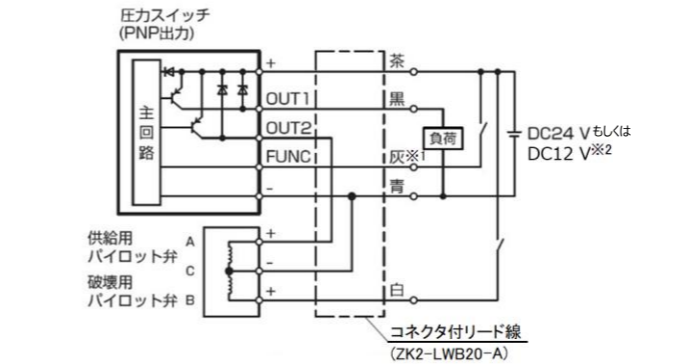 圧力スイッチ
(PNP出力)
主回路
+
OUT1
OUT2
FUNC
-
茶
黒
灰※1
青
白
負荷
DC24 Vもしくは
DC12 V※2
供給用
パイロット弁
破壊用
パイロット弁
A
C
B
+
-
+
コネクタ付リード線
(ZK2-LWB20-A)